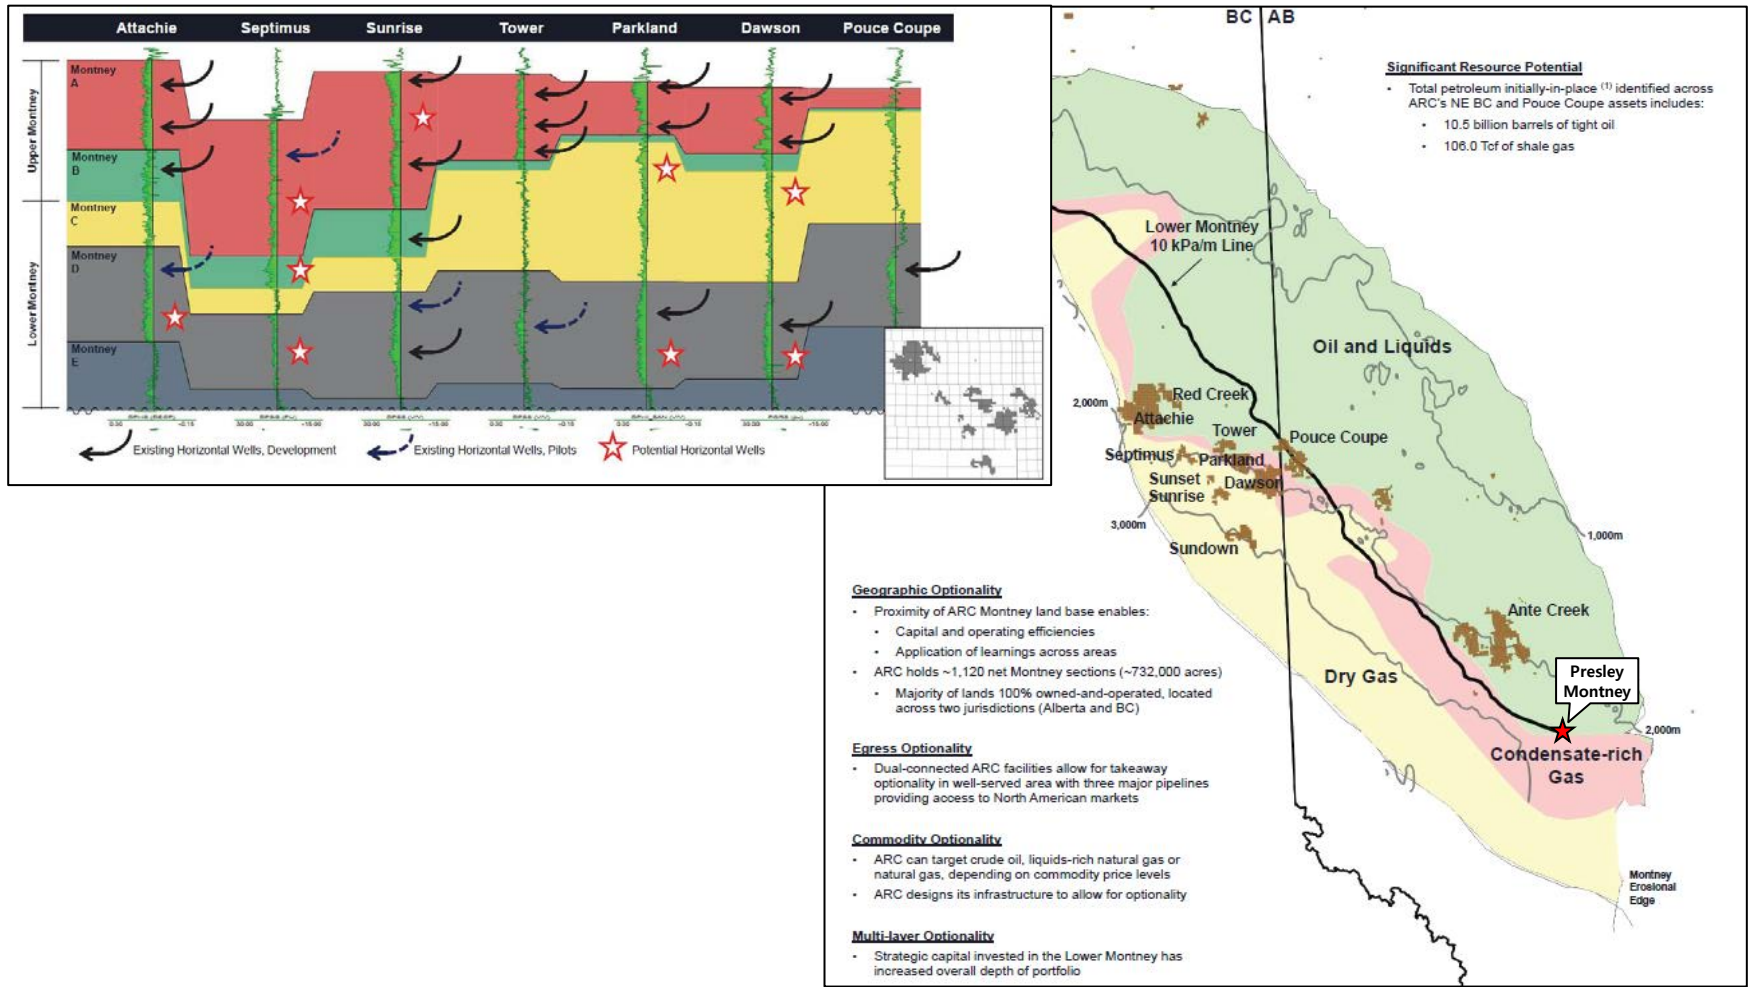 Attachie Septimus Sunrise Tower Parkland Dawson Pouce Coupe
Upper Montney
Lower Montney
Montney
A
Montney
B
Montney
C
Montney
D
Montney
E
Existing Horizontal Wells, Development
Existing Horizontal Wells, Pilots
Potential Horizontal Wells
BC AB
Significant Resource Potential
• Total petroleum initially-in-place (1) identified across
ARC's NE BC and Pouce Coupe assets includes:
• 10.5 billion barrels of tight oil
• 106.0 Tcf of shale gas
Lower Montney
10 kPa/m Line
Oil and Liquids
2,000m
Red Creek
Attachie
Tower
Pouce Coupe
Septimus
Parkland
Sunset
Dawson
Sunrise
3,000m
1,000m
Sundown
Ante Creek
Dry Gas
Presley
Montney
2,000m
Condensate-rich
Gas
Montney
Erosional
Edge
Geographic Optionality
• Proximity of ARC Montney land base enables:
• Capital and operating efficiencies
• Application of learnings across areas
• ARC holds ~1,120 net Montney sections (~732,000 acres)
• Majority of lands 100% owned-and-operated, located
across two jurisdictions (Alberta and BC)
Egress Optionality
• Dual-connected ARC facilities allow for takeaway
optionality in well-served area with three major pipelines
providing access to North American markets
Commodity Optionality
• ARC can target crude oil, liquids-rich natural gas or
natural gas, depending on commodity price levels
• ARC designs its infrastructure to allow for optionality
Multi-layer Optionality
• Strategic capital invested in the Lower Montney has
increased overall depth of portfolio